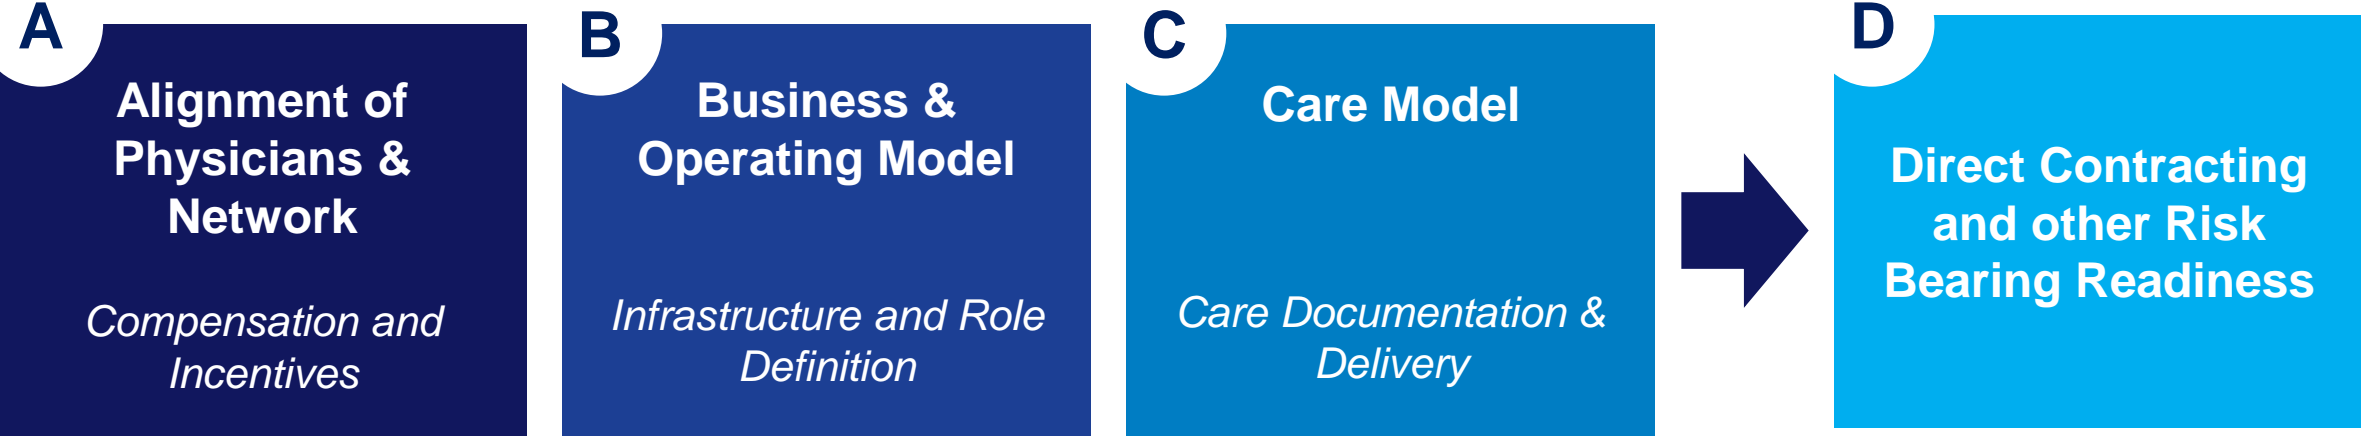 A
Alignment of
Physicians &
Network
Compensation and
Incentives
B
Business &
Operating Model
Infrastructure and Role
Definition
C
Care Model
Care Documentation &
Delivery
D
Direct Contracting
and other Risk
Bearing Readiness